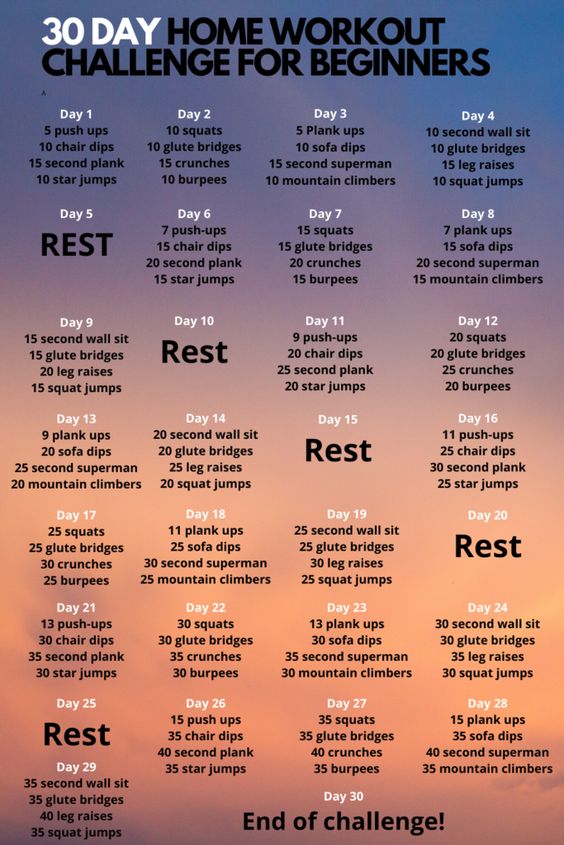 30 DAY HOME WORKOUT
CHALLENGE FOR BEGINNERS
A
Day 1
5 push ups
10 chair dips
15 second plank
10 star jumps
Day 2
10 squats
10 glute bridges
15 crunches
10 burpees
Day 3
5 Plank ups
10 sofa dips
15 second superman
10 mountain climbers
Day 4
10 second wall sit
10 glute bridges
15 leg raises
10 squat jumps
Day 5
REST
Day 6
7 push-ups
15 chair dips
20 second plank
15 star jumps
Day 7
15 squats
15 glute bridges
20 crunches
15 burpees
Day 8
7 plank ups
15 sofa dips
20 second superman
15 mountain climbers
Day 9
15 second wall sit
15 glute bridges
20 leg raises
15 squat jumps
Day 10
Rest
Day 11
9 push-ups
20 chair dips
25 second plank
20 star jumps
Day 12
20 squats
20 glute bridges
25 crunches
20 burpees
Day 13
9 plank ups
20 sofa dips
25 second superman
20 mountain climbers
Day 14
20 second wall sit
20 glute bridges
25 leg raises
20 squat jumps
Day 15
Rest
Day 16
11 push-ups
25 chair dips
30 second plank
25 star jumps
Day 17
25 squats
25 glute bridges
30 crunches
25 burpees
Day 18
11 plank ups
25 sofa dips
30 second superman
25 mountain climbers
Day 19
25 second wall sit
25 glute bridges
30 leg raises
25 squat jumps
Day 20
Rest
Day 21
13 push-ups
30 chair dips
35 second plank
30 star jumps
Day 22
30 squats
30 glute bridges
35 crunches
30 burpees
Day 23
13 plank ups
30 sofa dips
35 second superman
30 mountain climbers
Day 24
30 second wall sit
30 glute bridges
35 leg raises
30 squat jumps
Day 25
Rest
Day 26
15 push ups
35 chair dips
40 second plank
35 star jumps
Day 27
35 squats
35 glute bridges
40 crunches
35 burpees
Day 28
15 plank ups
35 sofa dips
40 second superman
35 mountain climbers
Day 29
35 second wall sit
35 glute bridges
40 leg raises
35 squat jumps
Day 30
End of challenge!